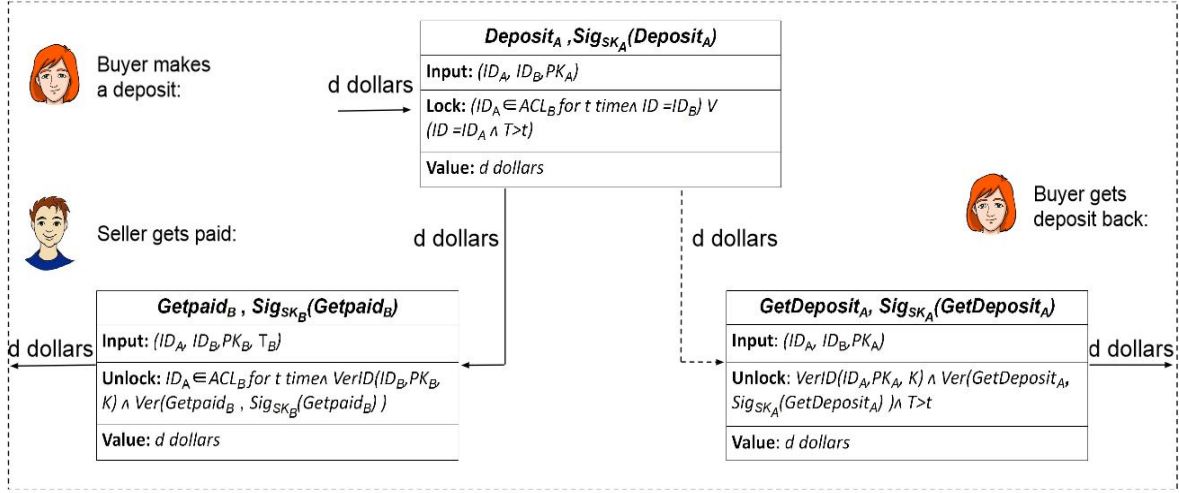 Deposit_A ,Sig_SK_A(Deposit_A)
Buyer makes
a deposit:
d dollars
Input: (ID_A, ID_B,PK_A)
Lock: (ID_A∈ACL_B for t time∧ ID =ID_B) V
(ID =ID_A ∧ T>t)
Value: d dollars
Seller gets paid:
d dollars
d dollars
Buyer gets
deposit back:
Getpaid_B , Sig_SK_B(Getpaid_B)
d dollars
Input: (ID_A, ID_B,PK_B, T_B)
Unlock: ID_A∈ACL_B for t time∧ VerID(ID_B,PK_B,
K) ∧ Ver(Getpaid_B , Sig_SK_B(Getpaid_B) )
Value: d dollars
GetDeposit_A, Sig_SK_A(GetDeposit_A)
Input: (ID_A, ID_B,PK_A)
d dollars
Unlock: VerID(ID_A,PK_A, K) ∧ Ver(GetDeposit_A,
Sig_SK_A(GetDeposit_A) )∧ T>t
Value: d dollars